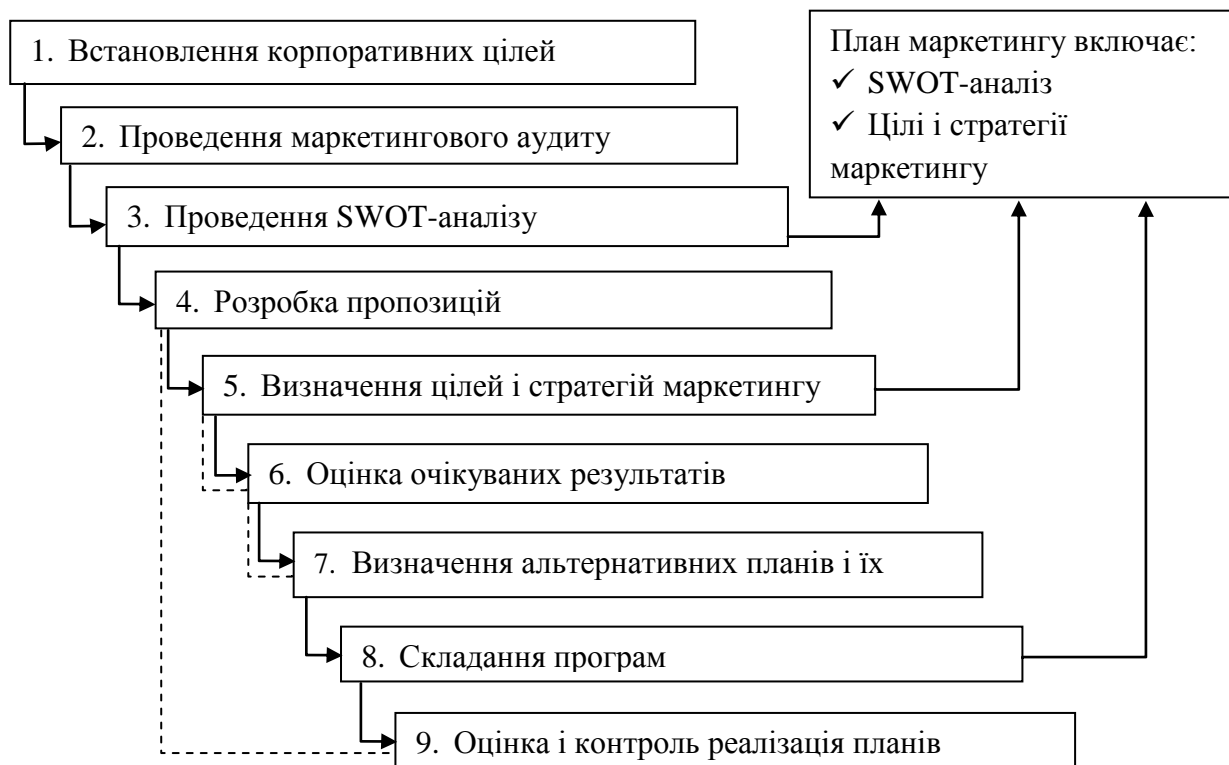 1. Встановлення корпоративних цілей
2. Проведення маркетингового аудиту
3. Проведення SWOT-аналізу
4. Розробка пропозицій
5. Визначення цілей і стратегій маркетингу
6. Оцінка очікуваних результатів
7. Визначення альтернативних планів і їх
8. Складання програм
9. Оцінка і контроль реалізація планів
План маркетингу включає:
✓ SWOT-аналіз
✓ Цілі і стратегії
маркетингу